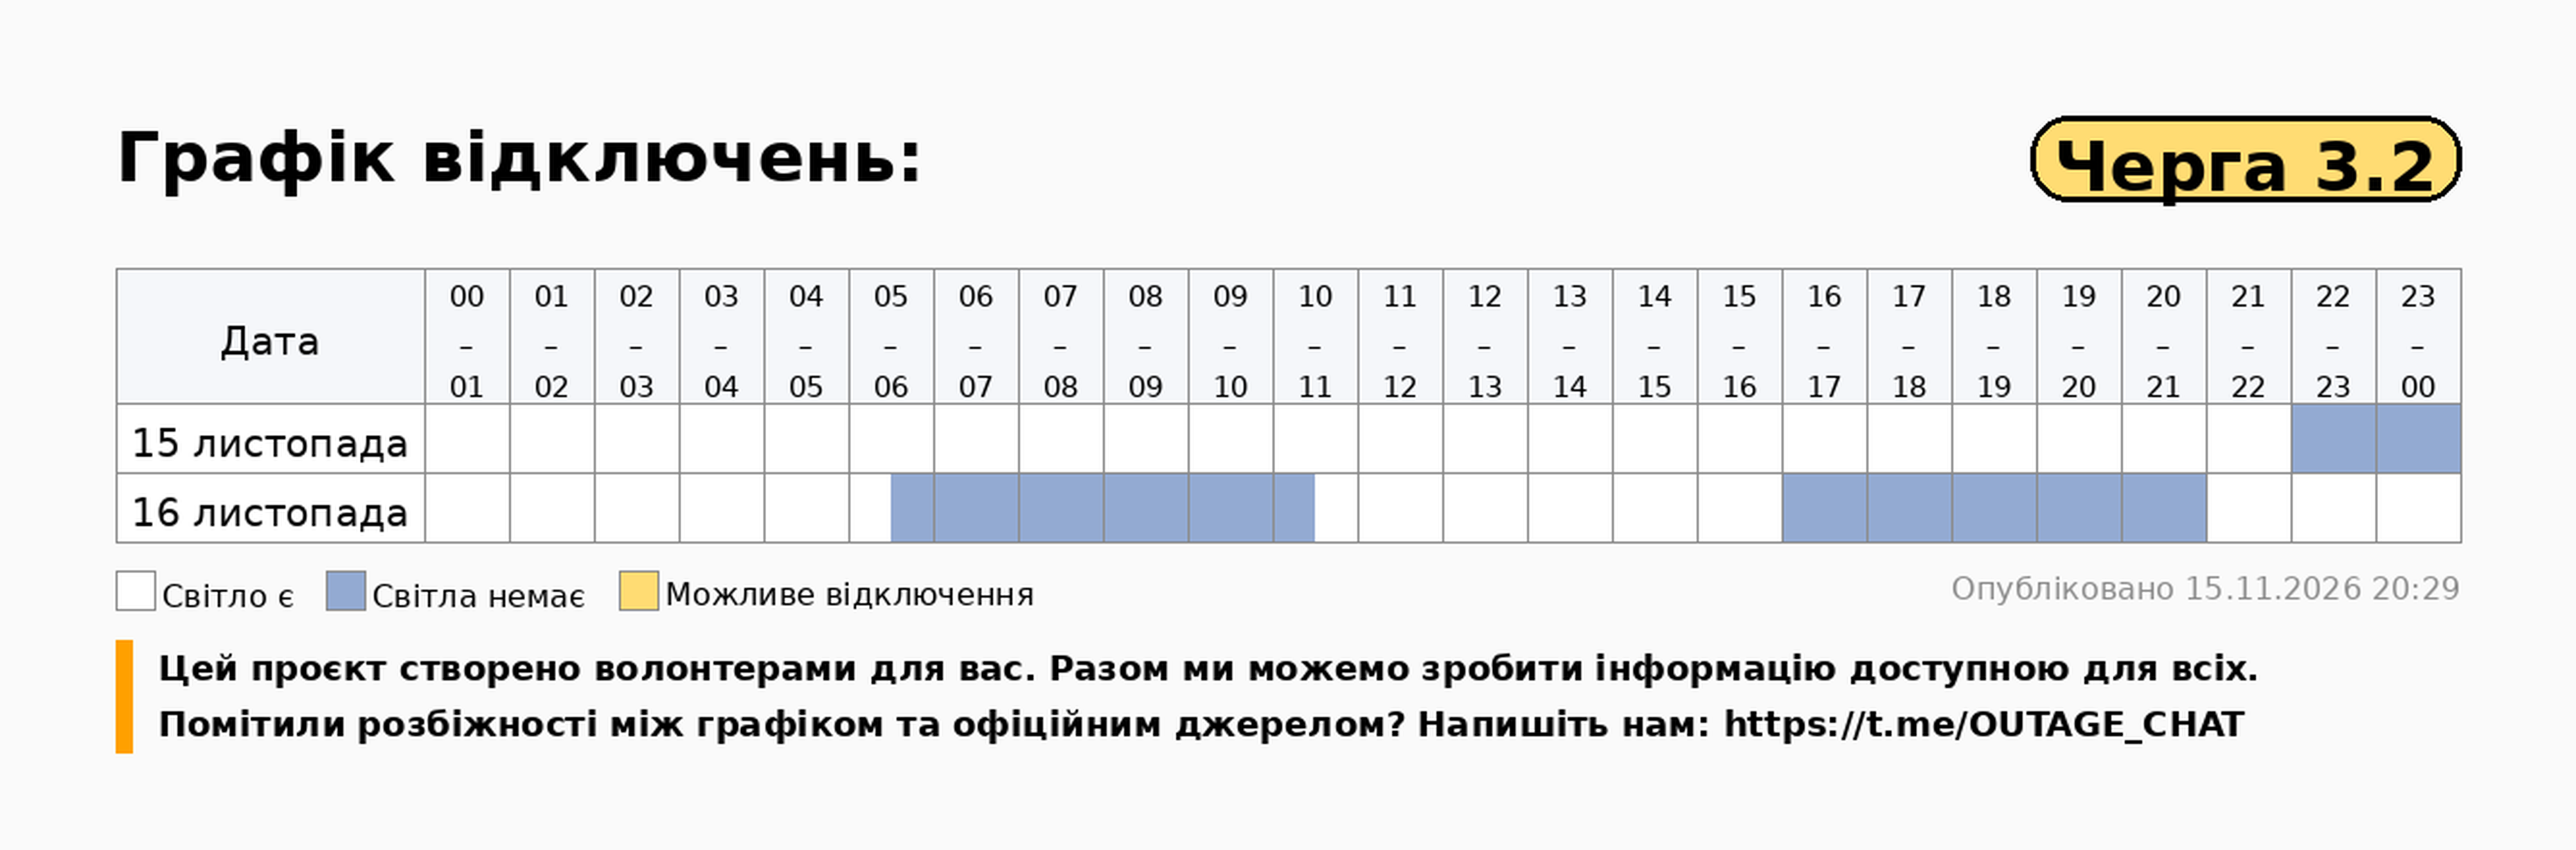 Графік відключень:
Черга 3.2
Дата
00 – 01
01 – 02
02 – 03
03 – 04
04 – 05
05 – 06
06 – 07
07 – 08
08 – 09
09 – 10
10 – 11
11 – 12
12 – 13
13 – 14
14 – 15
15 – 16
16 – 17
17 – 18
18 – 19
19 – 20
20 – 21
21 – 22
22 – 23
23 – 00
15 листопада
16 листопада
Світло є
Світла немає
Можливе відключення
Опубліковано 15.11.2026 20:29
Цей проєкт створено волонтерами для вас. Разом ми можемо зробити інформацію доступною для всіх.
Помітили розбіжності між графіком та офіційним джерелом? Напишіть нам: https://t.me/OUTAGE_CHAT